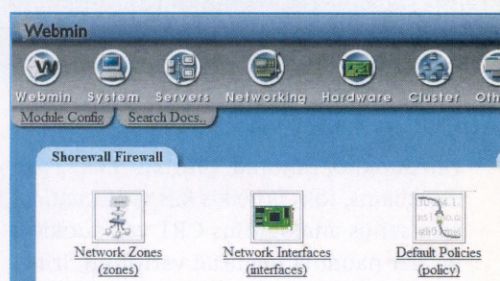 Webmin
Webmin System Servers Networking Hardware Cluster Oth
Module Config Search Docs..
Shorewall Firewall
Network Zones
(zones)
Network Interfaces
(interfaces)
Default Policies
(policy)